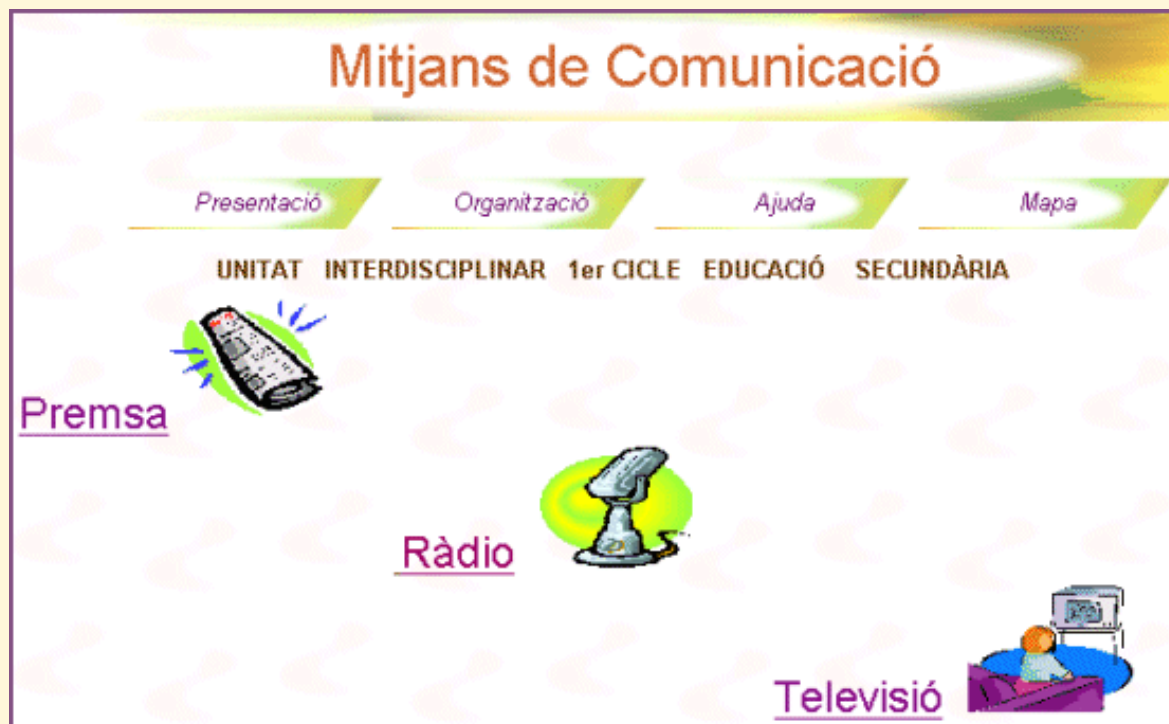 Mitjans de Comunicació
Presentació Organització Ajuda Mapa
UNITAT INTERDISCIPLINAR 1er CICLE EDUCACIÓ SECUNDÀRIA
Premsa
Ràdio
Televisió